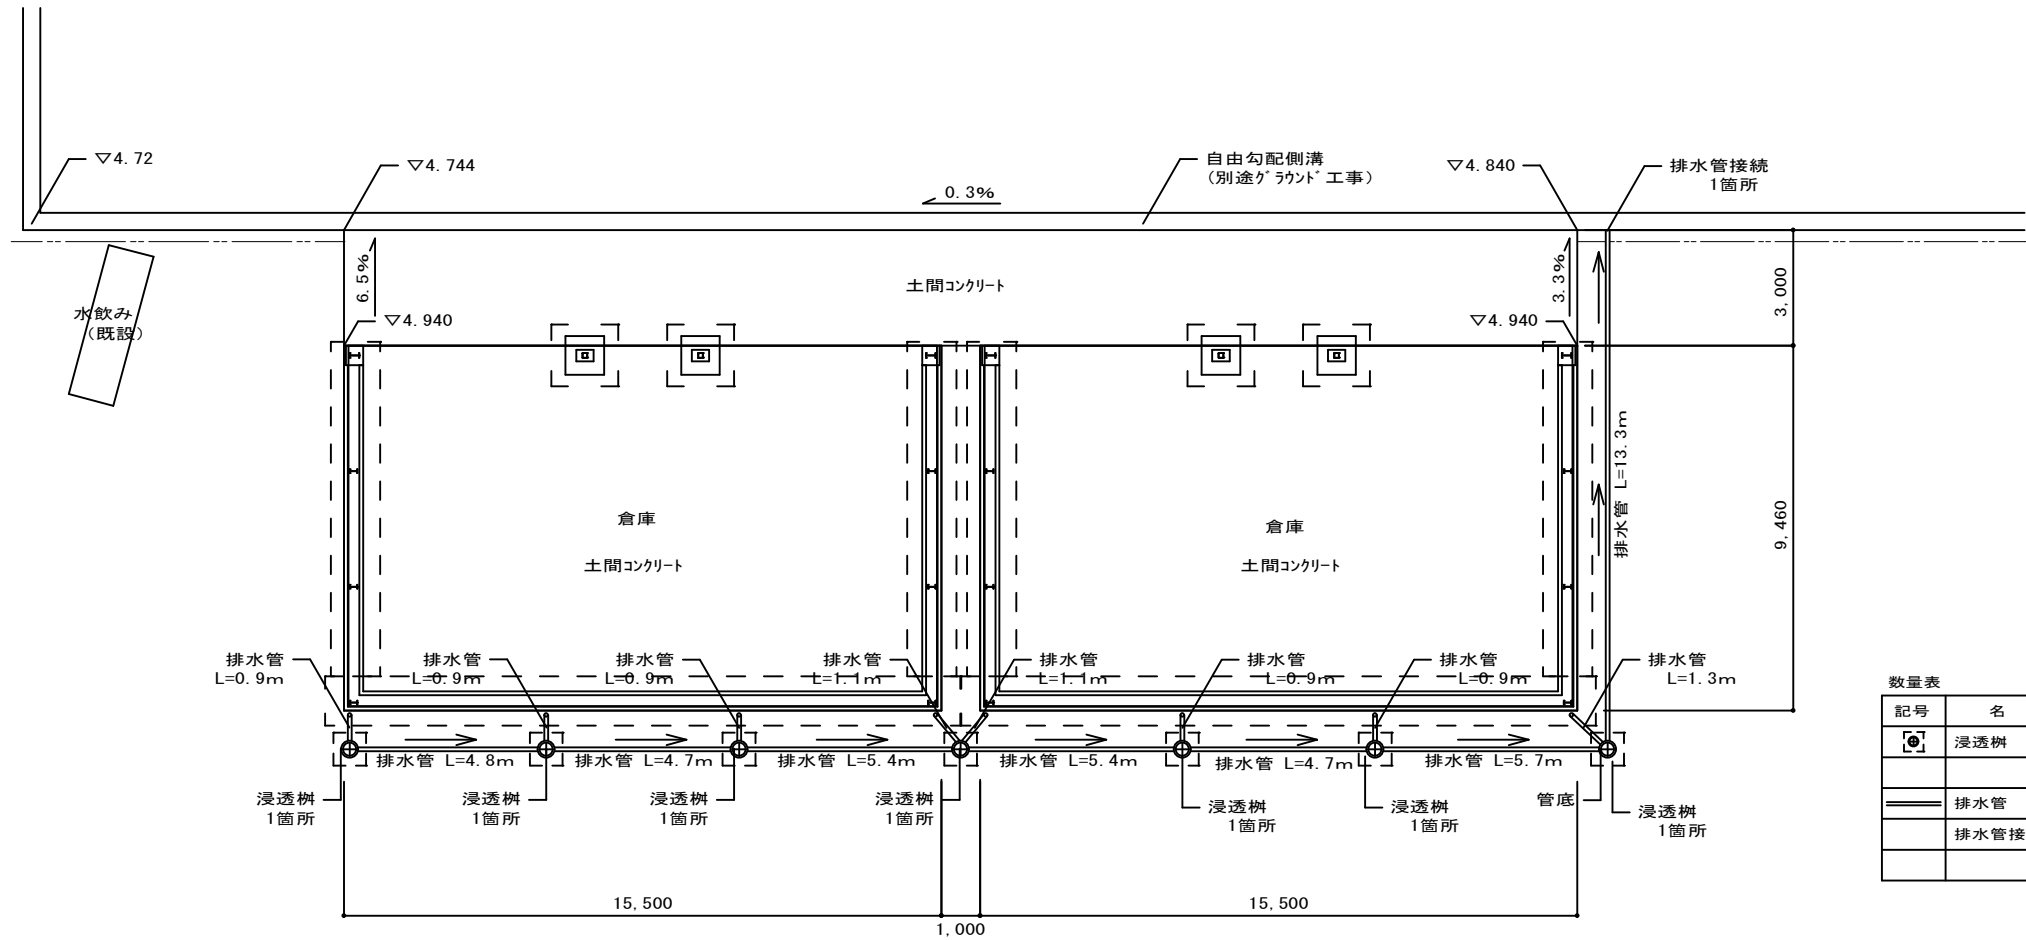 ▽4.72
▽4.744
自由勾配側溝
(別途グラウンド工事)
▽4.840
排水管接続
1箇所
0.3%
6.5%
土間コンクリート
3.3%
3,000
水飲み
(既設)
▽4.940
▽4.940
排水管 L=13.3m
9,460
倉庫
土間コンクリート
倉庫
土間コンクリート
排水管
L=0.9m
排水管
L=0.9m
排水管
L=0.9m
排水管
L=1.1m
排水管
L=1.1m
排水管
L=0.9m
排水管
L=0.9m
排水管
L=1.3m
排水管 L=4.8m
排水管 L=4.7m
排水管 L=5.4m
排水管 L=5.4m
排水管 L=4.7m
排水管 L=5.7m
浸透桝
1箇所
浸透桝
1箇所
浸透桝
1箇所
浸透桝
1箇所
浸透桝
1箇所
浸透桝
1箇所
管底
浸透桝
1箇所
15,500
1,000
15,500
数量表
記号 名
浸透桝
排水管
排水管接